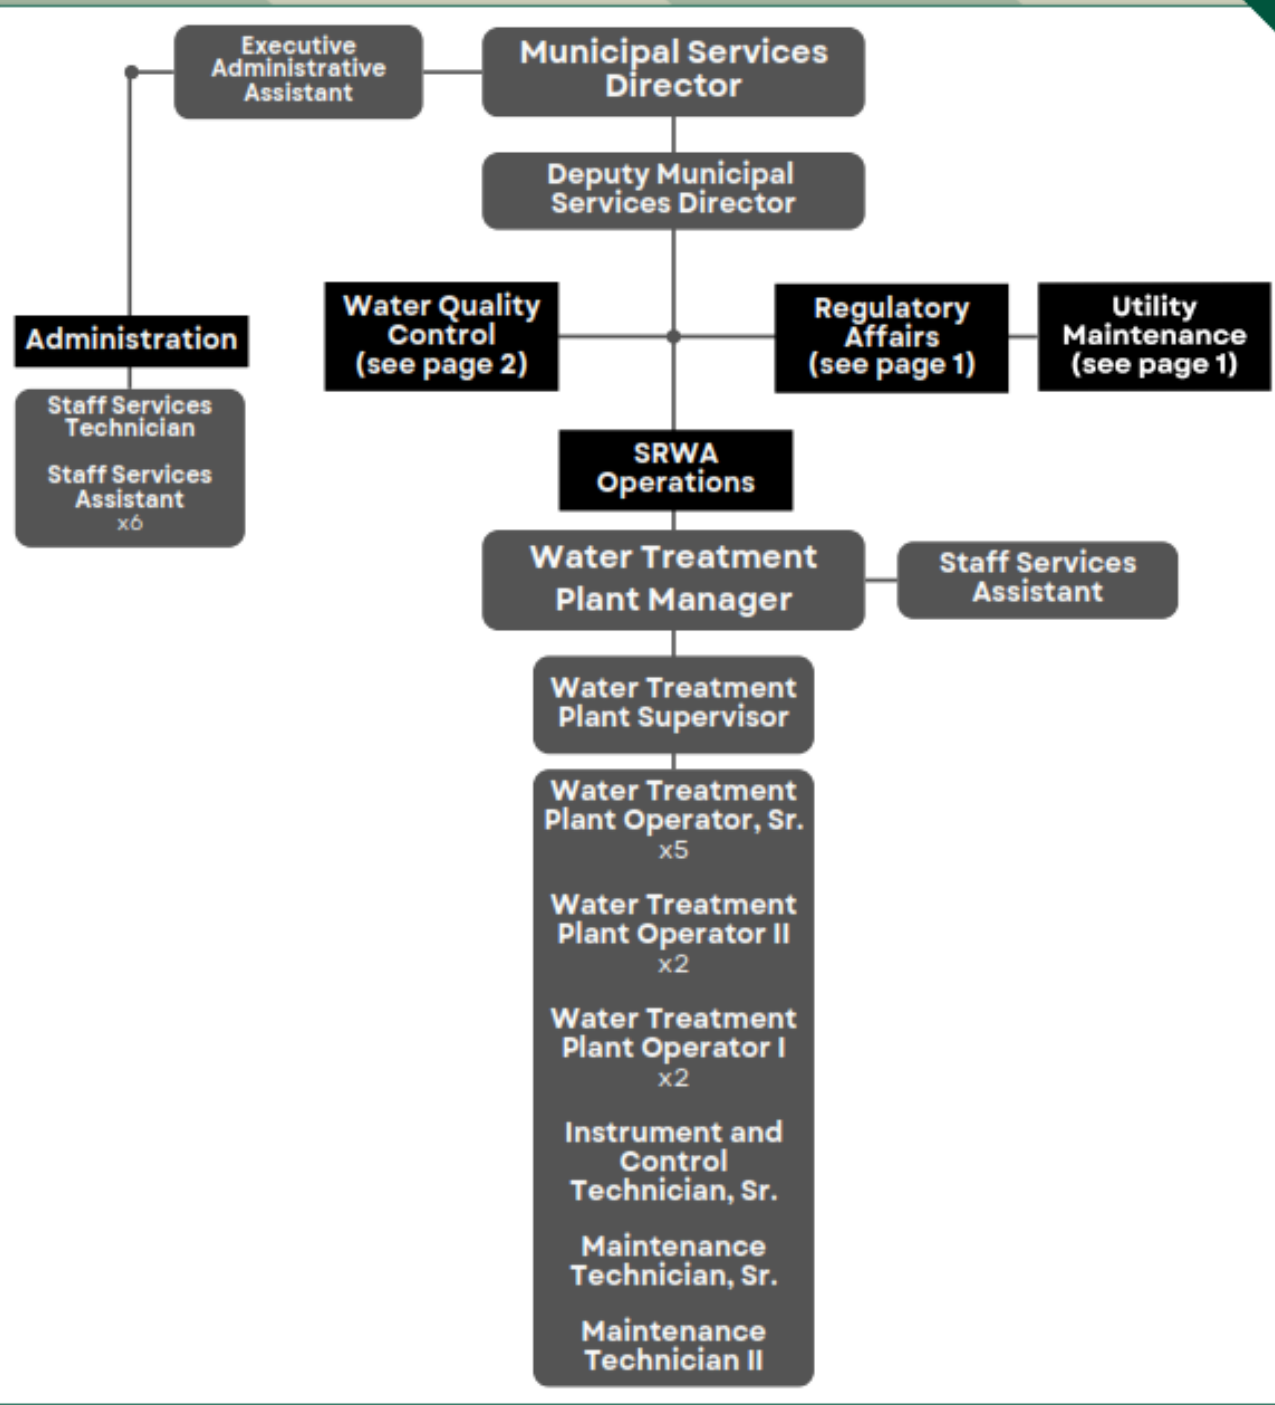 Executive
Administrative
Assistant
Municipal Services
Director
Deputy Municipal
Services Director
Administration
Staff Services
Technician
Staff Services
Assistant
x6
Water Quality
Control
(see page 2)
Regulatory
Affairs
(see page 1)
Utility
Maintenance
(see page 1)
SRWA
Operations
Water Treatment
Plant Manager
Staff Services
Assistant
Water Treatment
Plant Supervisor
Water Treatment
Plant Operator, Sr.
x5
Water Treatment
Plant Operator II
x2
Water Treatment
Plant Operator I
x2
Instrument and
Control
Technician, Sr.
Maintenance
Technician, Sr.
Maintenance
Technician II